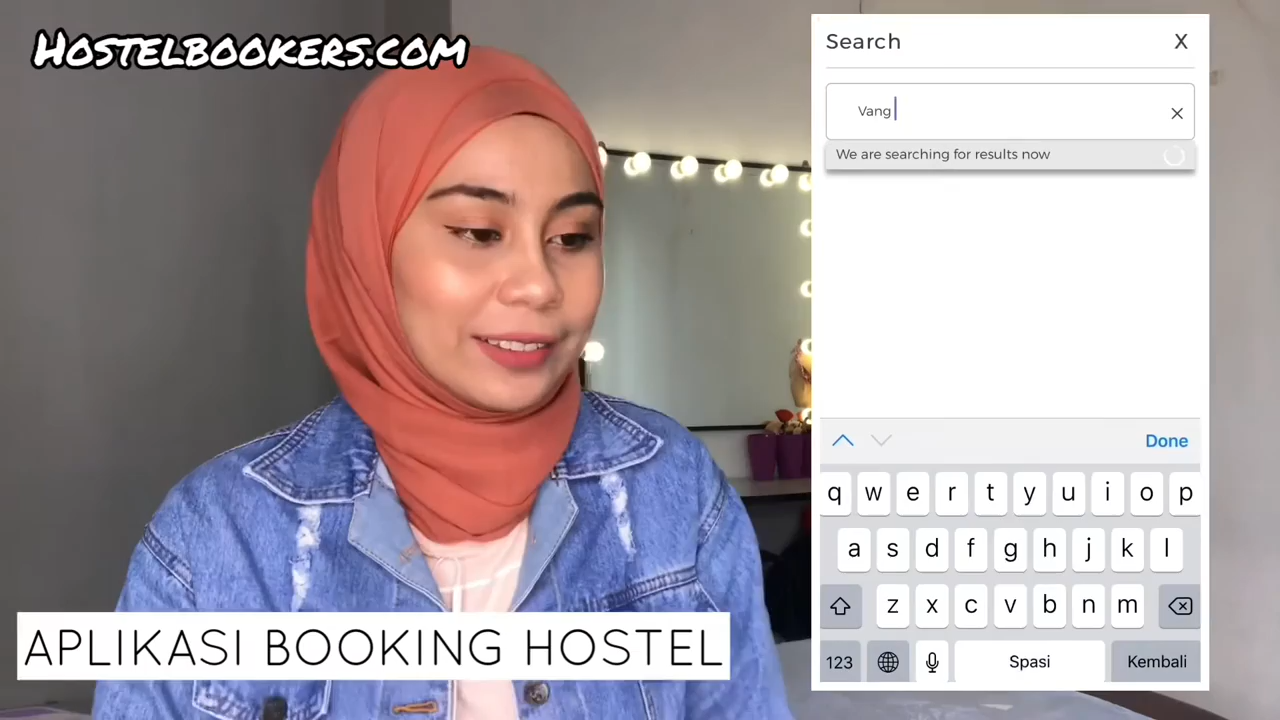 HOSTELBOOKERS.COM
Search X
Vang
We are searching for results now
Done
q w e r t y u i o p
a s d f g h j k l
z x c v b n m
123 Spasi Kembali
APLIKASI BOOKING HOSTEL